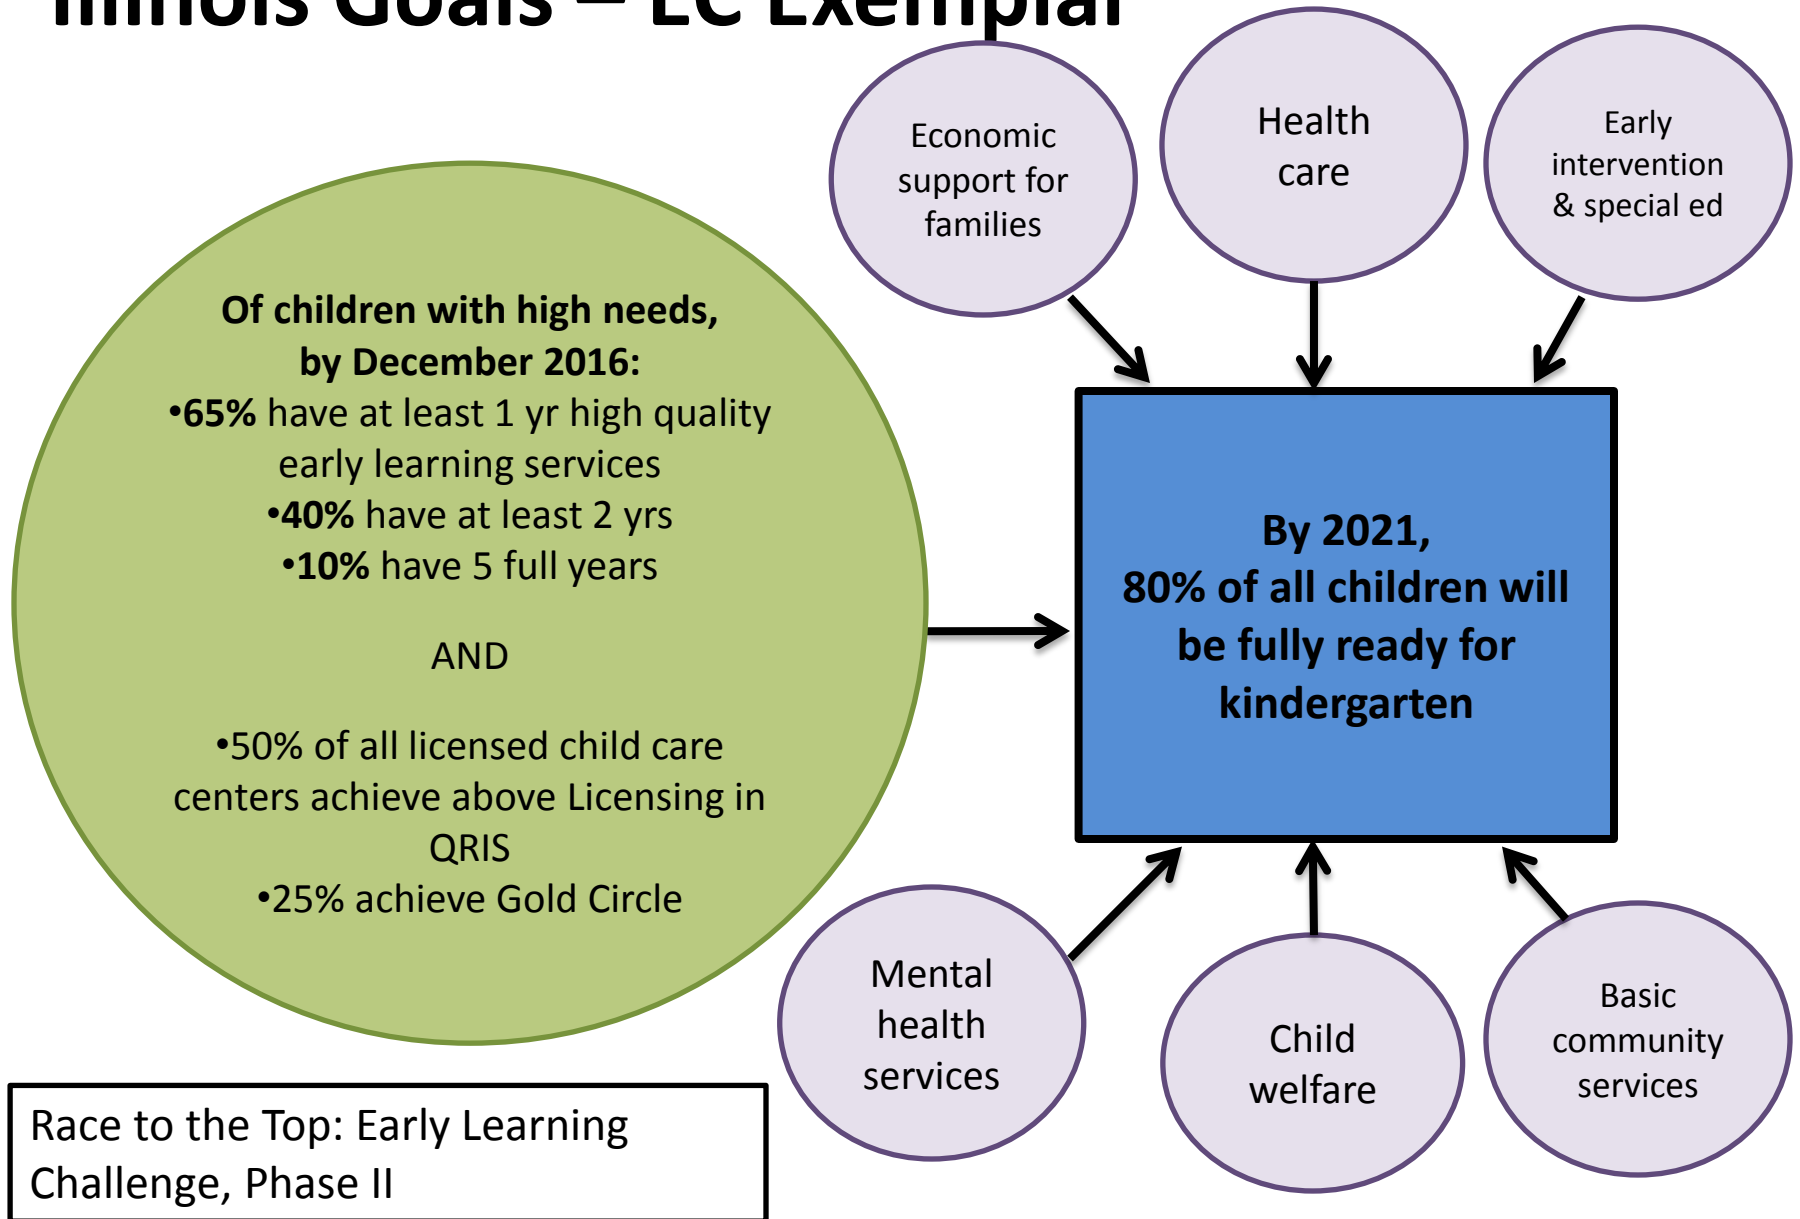 Illinois Goals – EC Exemplar
Economic
support for
families
Health
care
Early
intervention
& special ed
Of children with high needs,
by December 2016:
•65% have at least 1 yr high quality
early learning services
•40% have at least 2 yrs
•10% have 5 full years
AND
•50% of all licensed child care
centers achieve above Licensing in
QRIS
•25% achieve Gold Circle
By 2021,
80% of all children will
be fully ready for
kindergarten
Mental
health
services
Child
welfare
Basic
community
services
Race to the Top: Early Learning
Challenge, Phase II